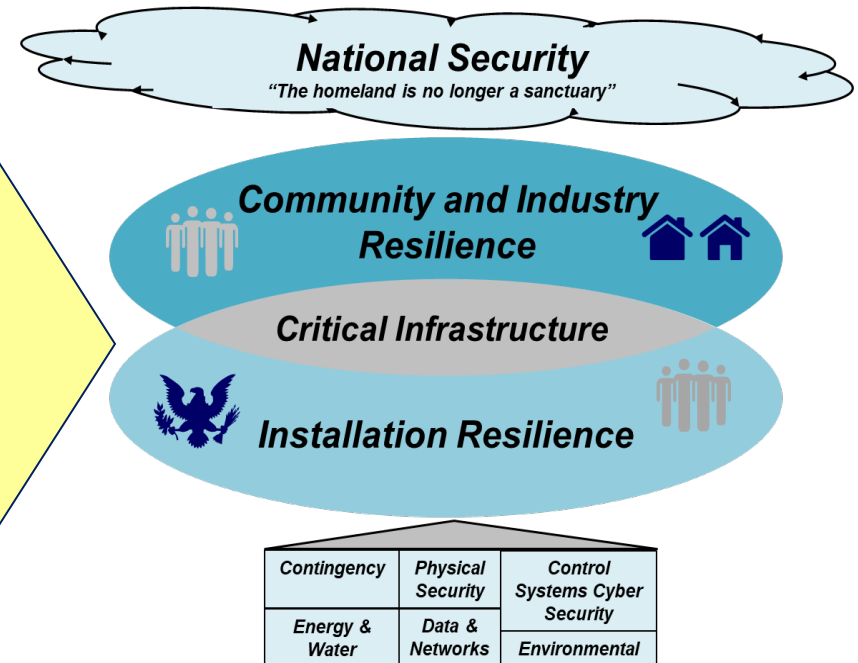 National Security
“The homeland is no longer a sanctuary”
Community and Industry
Resilience
Critical Infrastructure
Installation Resilience
Contingency
Physical
Security
Control
Systems Cyber
Security
Energy &
Water
Data &
Networks
Environmental